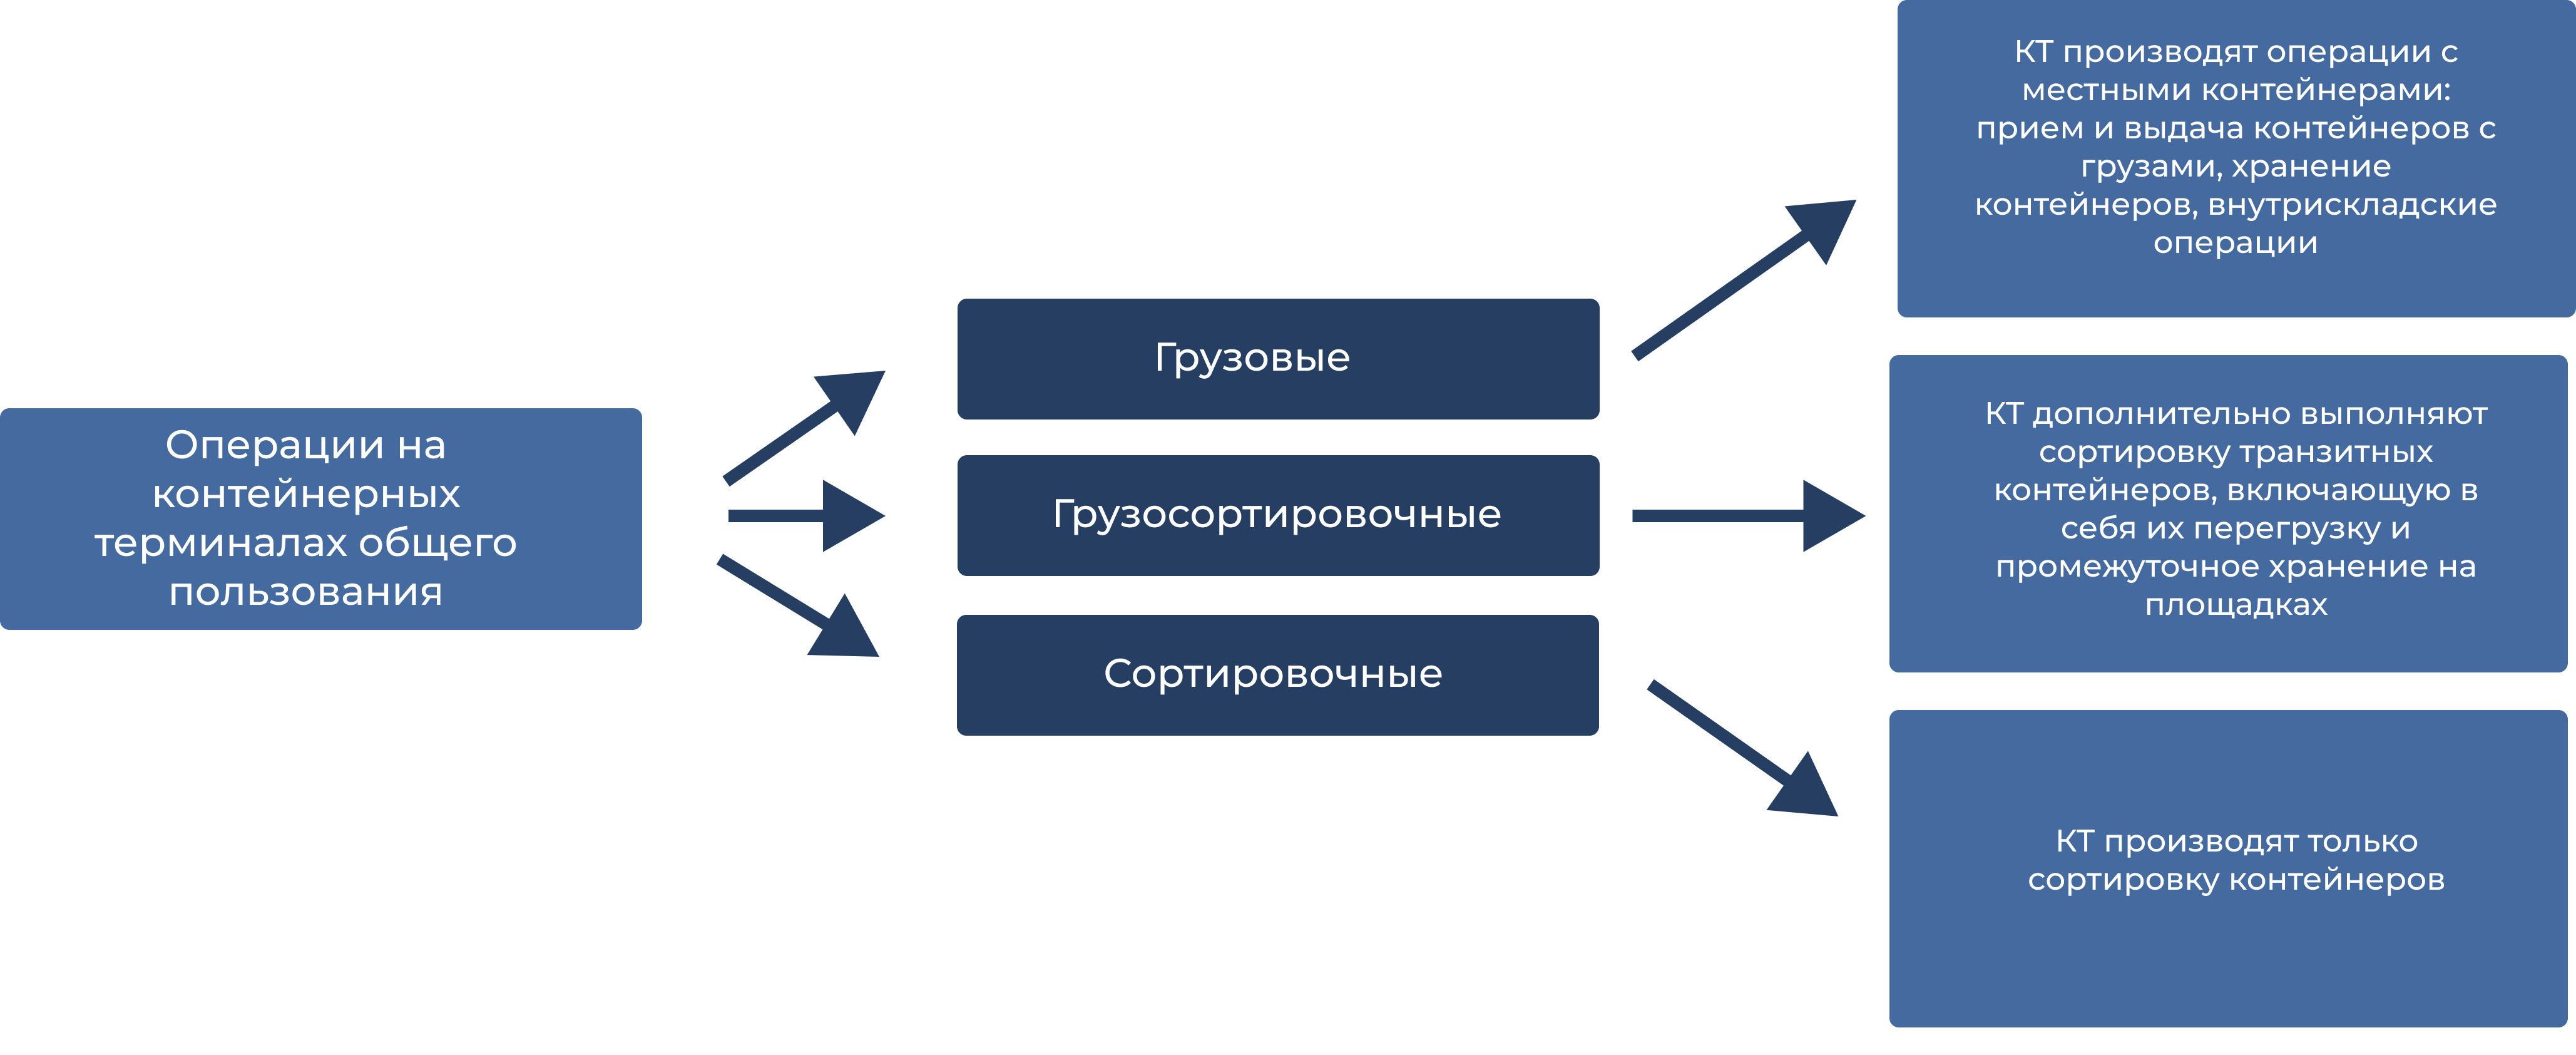 Операции на
контейнерных
терминалах общего
пользования
Грузовые
Грузосортировочные
Сортировочные
КТ производят операции с
местными контейнерами:
прием и выдача контейнеров с
грузами, хранение
контейнеров, внутрискладские
операции
КТ дополнительно выполняют
сортировку транзитных
контейнеров, включающую в
себя их перегрузку и
промежуточное хранение на
площадках
КТ производят только
сортировку контейнеров